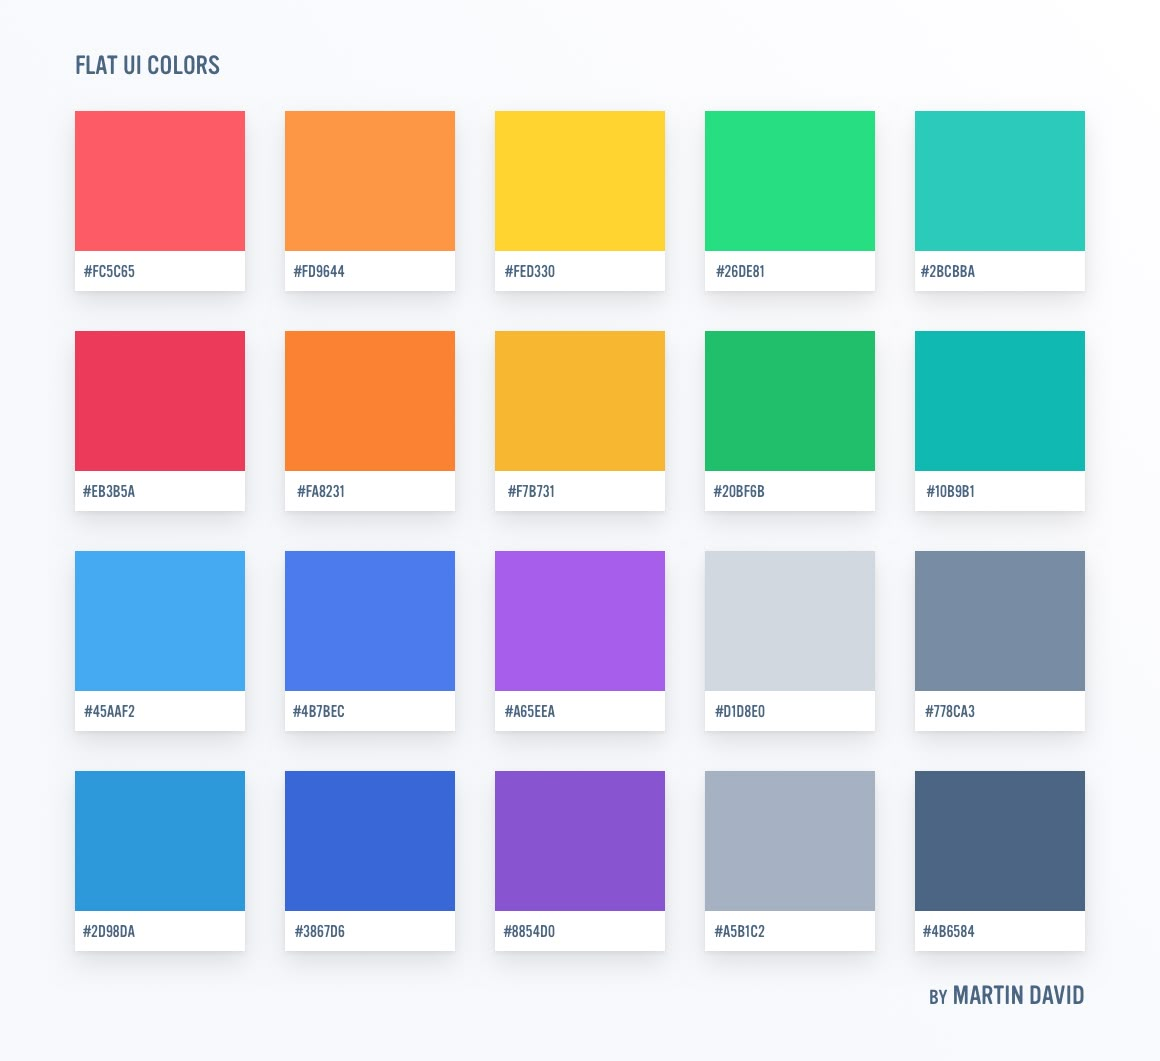 FLAT UI COLORS
#FC5C65 #FD9644 #FED330 #26DE81 #2BCBBA
#EB3B5A #FA8231 #F7B731 #20BF6B #10B9B1
#45AAF2 #4B7BEC #A65EEA #D1D8E0 #778CA3
#2D98DA #3867D6 #8854D0 #A5B1C2 #4B6584
BY MARTIN DAVID